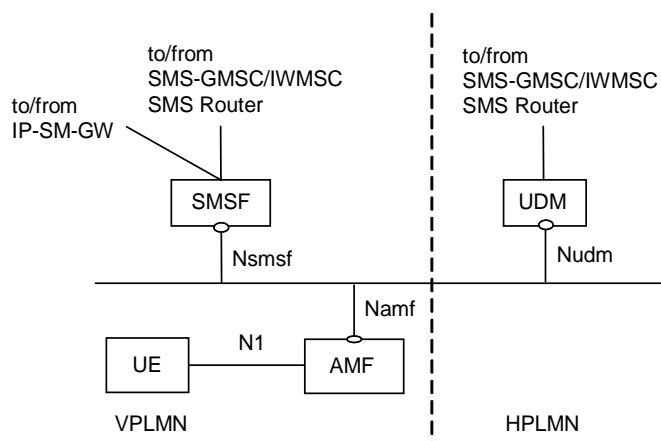 to/from
SMS-GMSC/IWMSC
SMS Router
to/from
SMS-GMSC/IWMSC
SMS Router
to/from
IP-SM-GW
SMSF
UDM
Nsmsf
Nudm
Namf
UE
N1
AMF
VPLMN
HPLMN